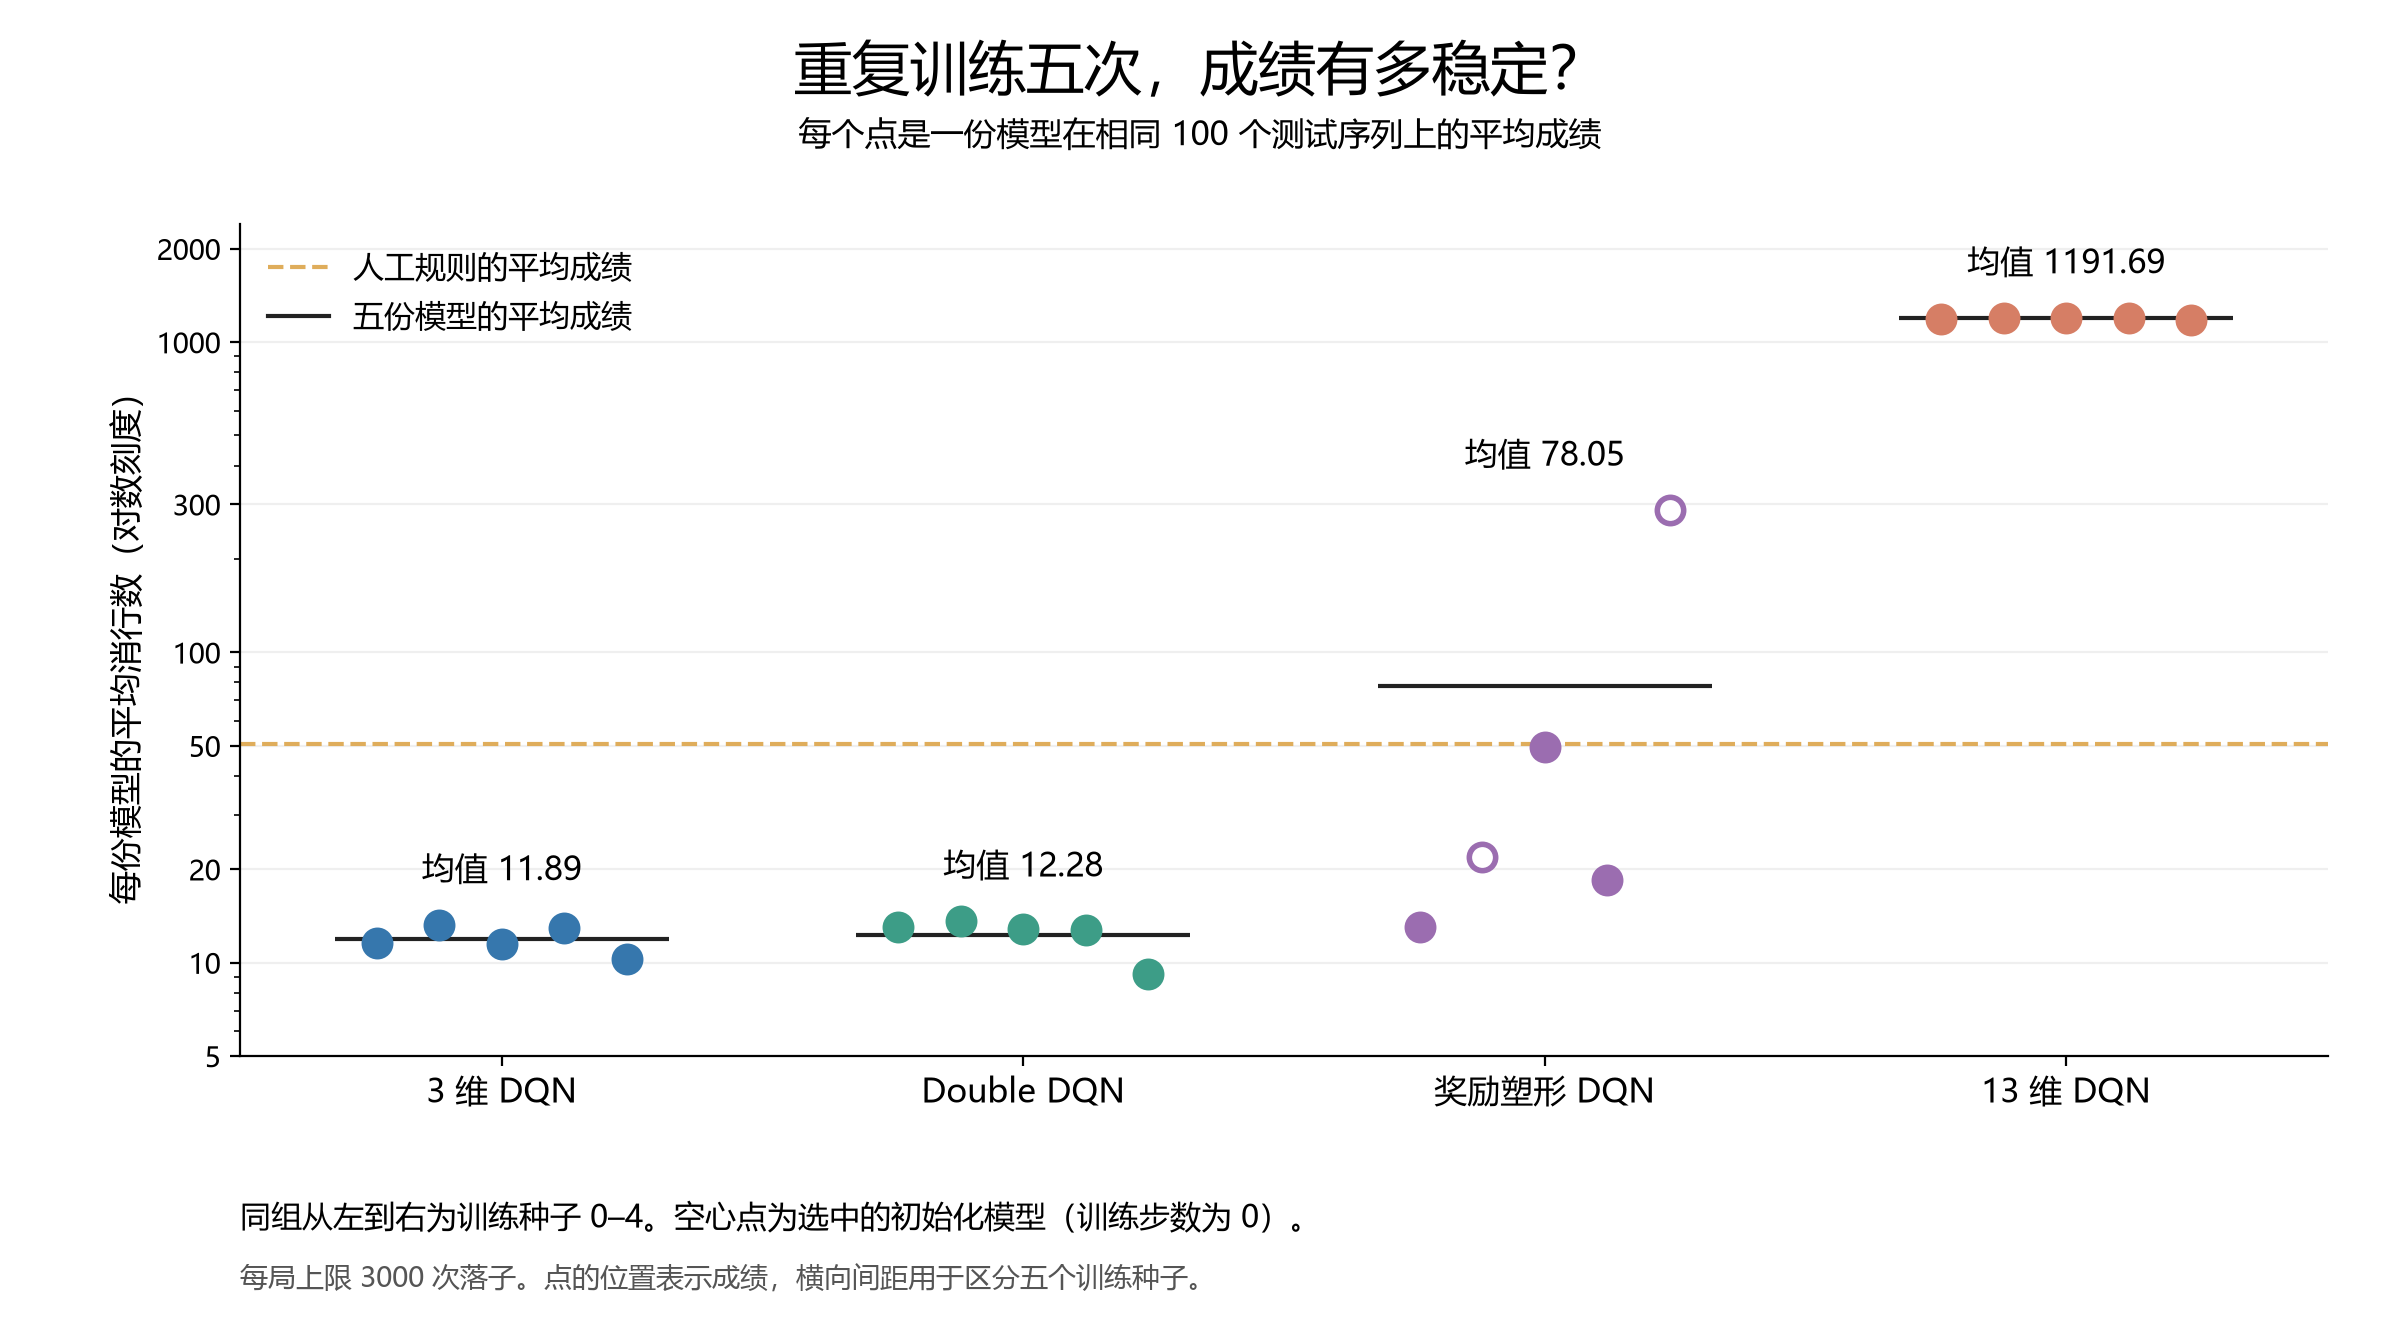 重复训练五次，成绩有多稳定？
每个点是一份模型在相同 100 个测试序列上的平均成绩
每份模型的平均消行数（对数刻度）
2000
1000
300
100
50
20
10
5
人工规则的平均成绩
五份模型的平均成绩
均值 11.89
均值 12.28
均值 78.05
均值 1191.69
3 维 DQN
Double DQN
奖励塑形 DQN
13 维 DQN
同组从左到右为训练种子 0–4。空心点为选中的初始化模型（训练步数为 0）。
每局上限 3000 次落子。点的位置表示成绩，横向间距用于区分五个训练种子。